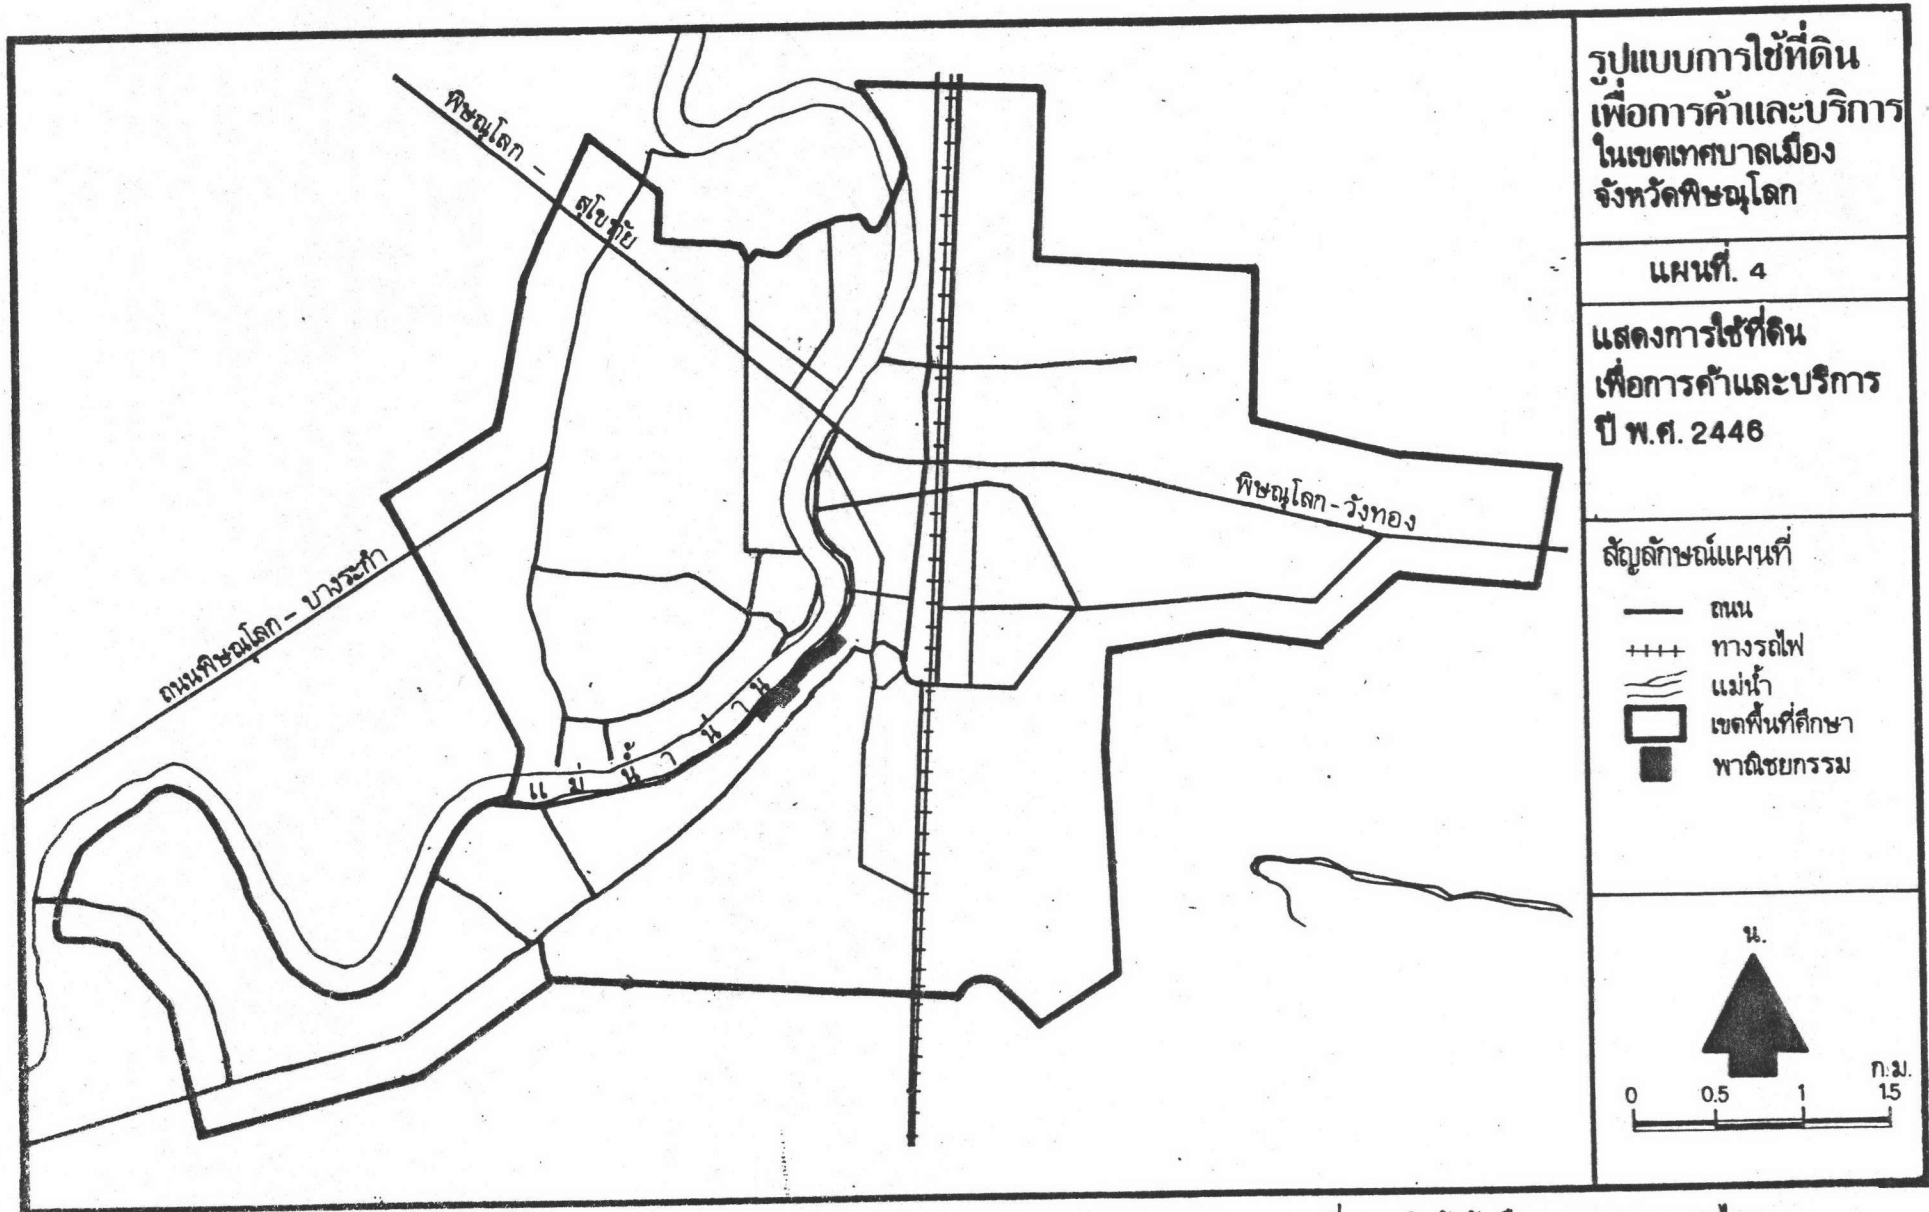 รูปแบบการใช้ที่ดิน
เพื่อการค้าและบริการ
ในเขตเทศบาลเมือง
จังหวัดพิษณุโลก
แผนที่. 4
แสดงการใช้ที่ดิน
เพื่อการค้าและบริการ
ปี พ.ศ. 2446
สัญลักษณ์แผนที่
ถนน
ทางรถไฟ
แม่น้ำ
เขตพื้นที่ศึกษา
พาณิชยกรรม
น.
ก.ม.
0 0.5 1 1.5
พิษณุโลก -
สุโขทัย
พิษณุโลก - วังทอง
ถนนพิษณุโลก - บางระกำ
แม่น้ำน่าน